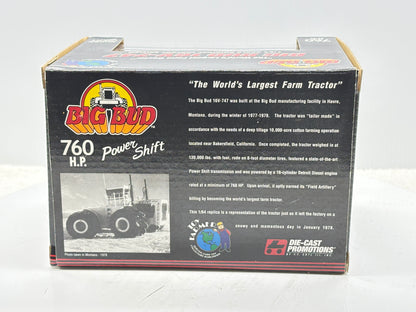 760
BIG BUD
TM
760
H.P.
Power
Shift
"The World's Largest Farm Tractor"
The Big Bud 16V-747 was built at the Big Bud manufacturing facility in Havre,
Montana, during the winter of 1977-1978. The tractor was "tailor made" in
accordance with the needs of a deep tillage 10,000-acre cotton farming operation
located near Bakersfield, California. Once completed, the tractor weighed in at
130,000 lbs. with fuel, rode on 8-foot diameter tires, featured a state-of-the-art
Power Shift transmission and was powered by a 16-cylinder Detroit Diesel engine
rated at a minimum of 760 HP. Upon arrival, it aptly earned its "Field Artillery"
billing by becoming the world's largest farm tractor.
This 1:64 replica is a representation of the tractor just as it left the factory on a
snowy and momentous day in January 1978.
Photo taken in Montana - 1978
DIE-CAST
PROMOTIONS